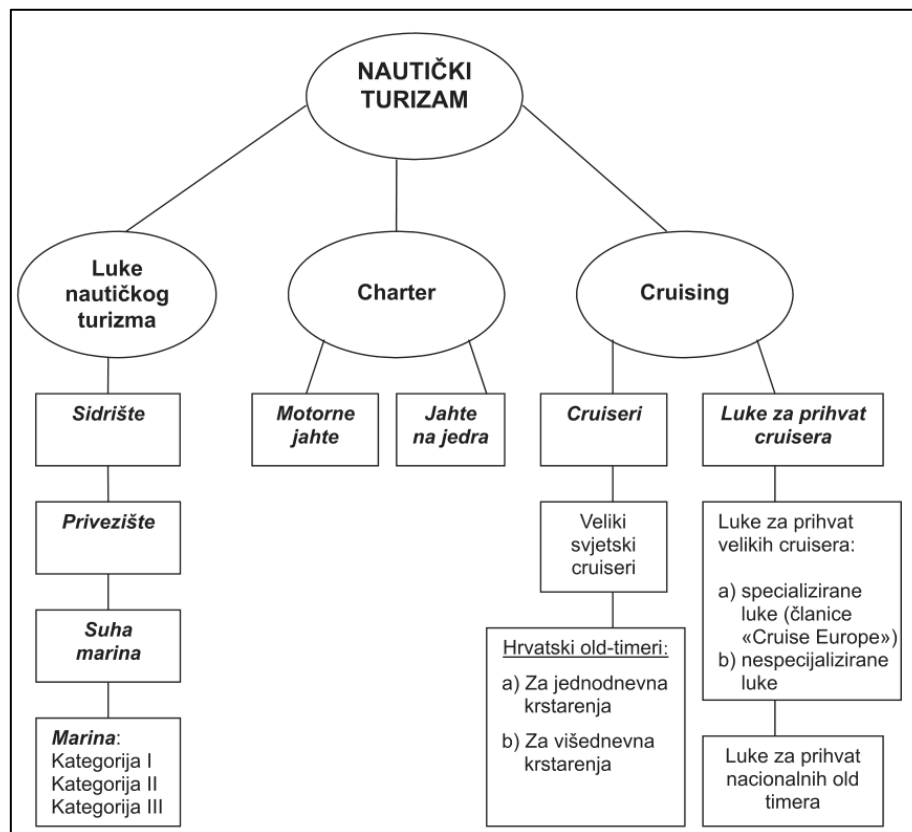 NAUTIČKI
TURIZAM
Luke
nautičkog
turizma
Charter
Cruising
Sidrište
Motorne
jahte
Jahte
na jedra
Cruiseri
Luke za prihvat
cruisera
Privezište
Veliki
svjetski
cruiseri
Luke za prihvat
velikih cruisera:
a) specializirane
luke (članice
«Cruise Europe»)
b) nespecijalizirane
luke
Suha
marina
Hrvatski old-timeri:
a) Za jednodnevna
krstarenja
b) Za višednevna
krstarenja
Marina:
Kategorija I
Kategorija II
Kategorija III
Luke za prihvat
nacionalnih old
timera